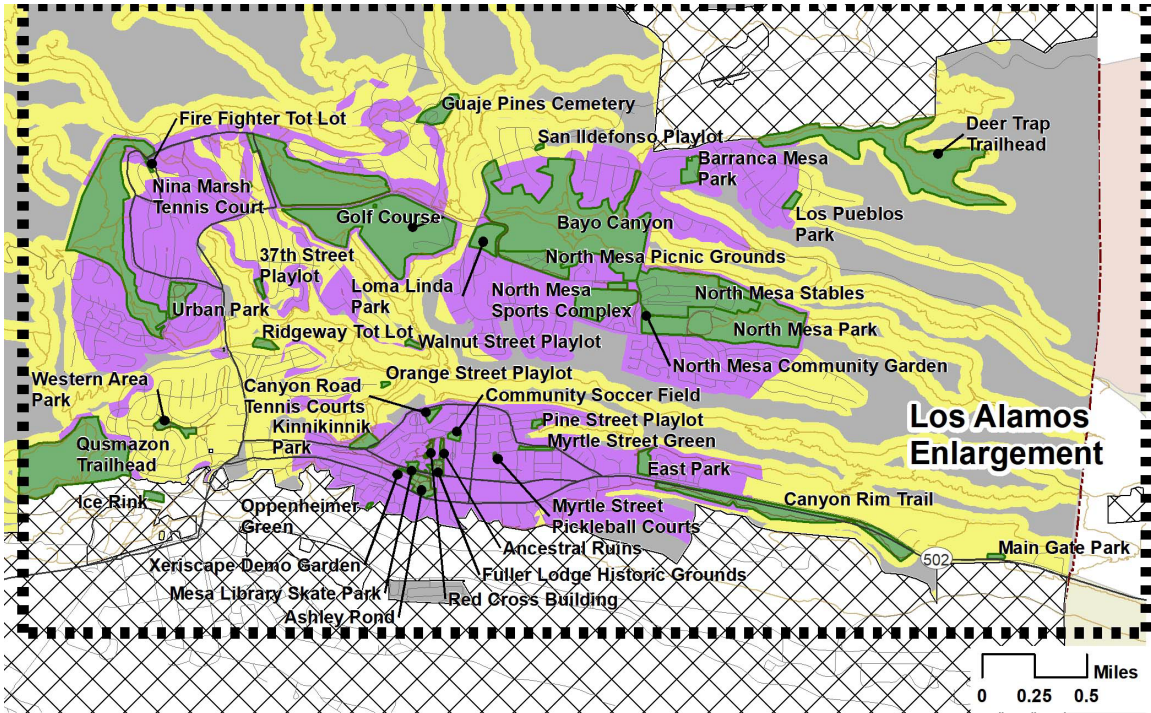 Guaje Pines Cemetery
Fire Fighter Tot Lot
San Ildefonso Playlot
Deer Trap
Trailhead
Barranca Mesa
Park
Nina Marsh
Tennis Court
Golf Course
Bayo Canyon
Los Pueblos
Park
37th Street
Playlot
North Mesa Picnic Grounds
Loma Linda
Park
North Mesa
Sports Complex
North Mesa Stables
Urban Park
Ridgeway Tot Lot
Walnut Street Playlot
North Mesa Park
North Mesa Community Garden
Orange Street Playlot
Western Area
Park
Canyon Road
Tennis Courts
Community Soccer Field
Kinnikinnik
Park
Pine Street Playlot
Myrtle Street Green
Los Alamos
Enlargement
Qusmazon
Trailhead
East Park
Ice Rink
Oppenheimer
Green
Canyon Rim Trail
Myrtle Street
Pickleball Courts
Ancestral Ruins
Main Gate Park
502
Xeriscape Demo Garden
Fuller Lodge Historic Grounds
Mesa Library Skate Park
Red Cross Building
Ashley Pond
Miles
0 0.25 0.5